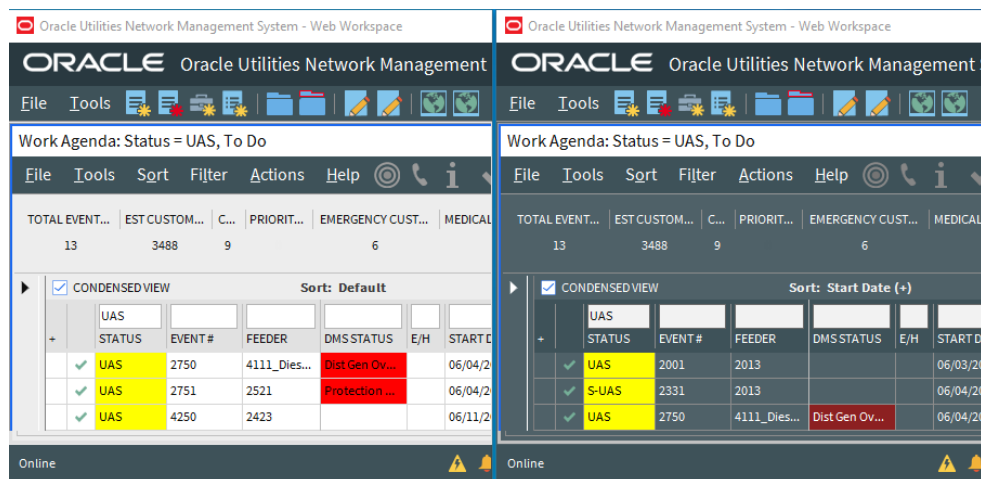 Oracle Utilities Network Management System - Web Workspace
ORACLE Oracle Utilities Network Management
File Tools
Work Agenda: Status = UAS, To Do
File Tools Sort Filter Actions Help
TOTAL EVENT... EST CUSTOM... C... PRIORIT... EMERGENCY CUST... MEDICAL
13 3488 9 6
CONDENSED VIEW Sort: Default
UAS
+ STATUS EVENT # FEEDER DMS STATUS E/H START D
UAS 2750 4111_Dies... Dist Gen Ov... 06/04/2
UAS 2751 2521 Protection ... 06/04/2
UAS 4250 2423 06/11/2
Online
Oracle Utilities Network Management System - Web Workspace
ORACLE Oracle Utilities Network Management S
File Tools
Work Agenda: Status = UAS, To Do
File Tools Sort Filter Actions Help
TOTAL EVENT... EST CUSTOM... C... PRIORIT... EMERGENCY CUST... MEDICAL
13 3488 9 6
CONDENSED VIEW Sort: Start Date (+)
UAS
+ STATUS EVENT # FEEDER DMS STATUS E/H START D
UAS 2001 2013 06/03/20
S-UAS 2331 2013 06/04/20
UAS 2750 4111_Dies... Dist Gen Ov... 06/04/20
Online